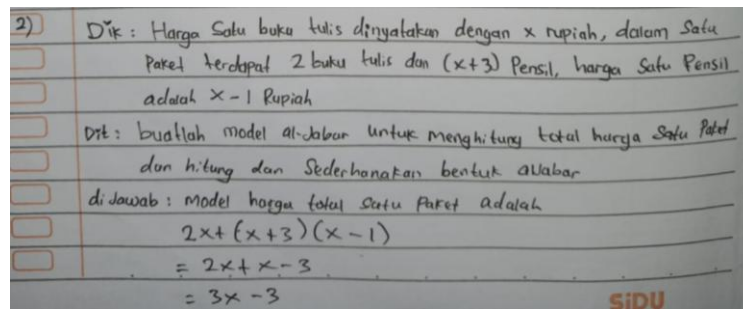 2) Dik : Harga Satu buku tulis dinyatakan dengan x rupiah, dalam Satu
Paket terdapat 2 buku tulis dan (x+3) Pensil, harga Satu Pensil
adalah x - 1 Rupiah
Dit : buatlah model al-Jabar untuk menghitung total harga Satu Paket
dan hitung dan Sederhanakan bentuk aljabar
di Jawab : Model harga total Satu Paket adalah
2x + (x+3)(x-1)
= 2x + x - 3
= 3x - 3
SiDU